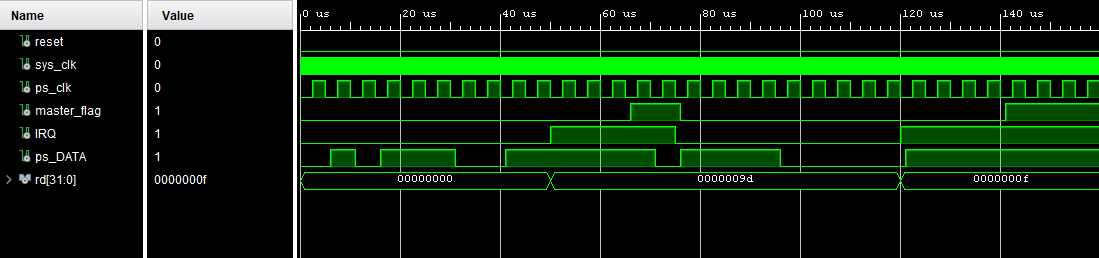 Name Value 0 us 20 us 40 us 60 us 80 us 100 us 120 us 140 us
reset 0
sys_clk 0
ps_clk 0
master_flag 1
IRQ 1
ps_DATA 1
rd[31:0] 0000000f 00000000 0000009d 0000000f